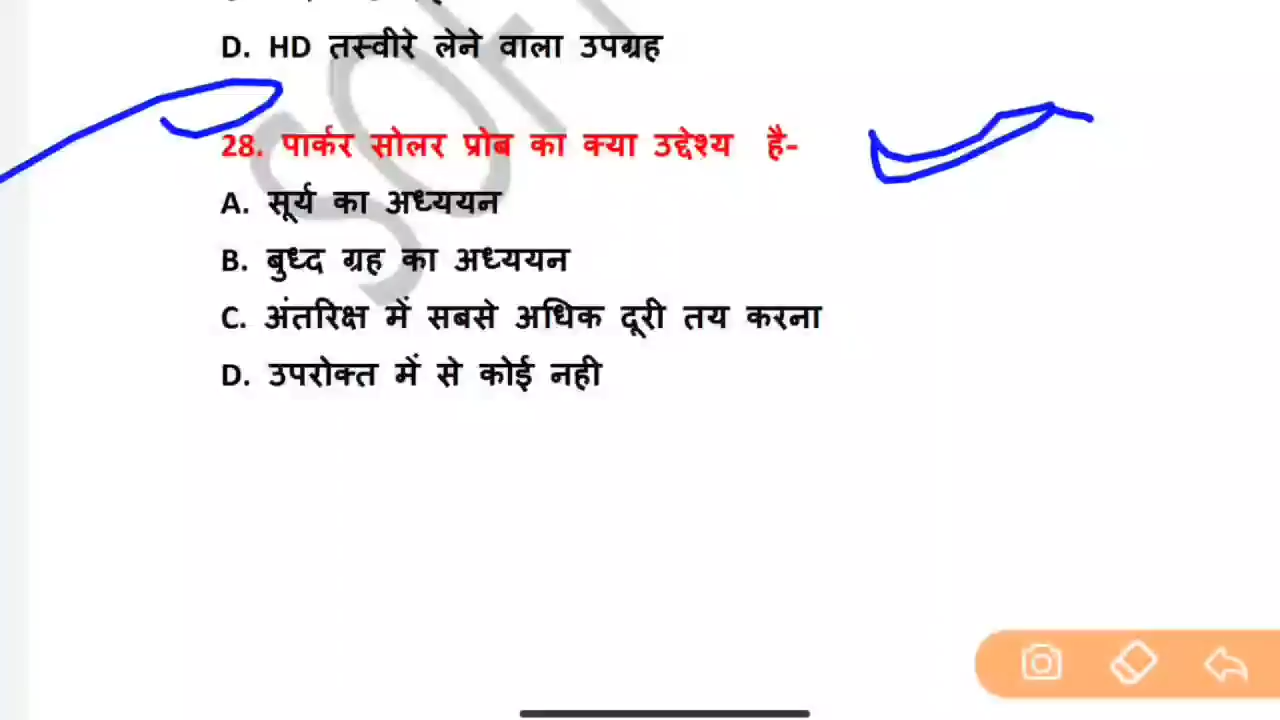 D. HD तस्वीरे लेने वाला उपग्रह
28. पार्कर सोलर प्रोब का क्या उद्देश्य है-
A. सूर्य का अध्ययन
B. बुध्द ग्रह का अध्ययन
C. अंतरिक्ष में सबसे अधिक दूरी तय करना
D. उपरोक्त में से कोई नही